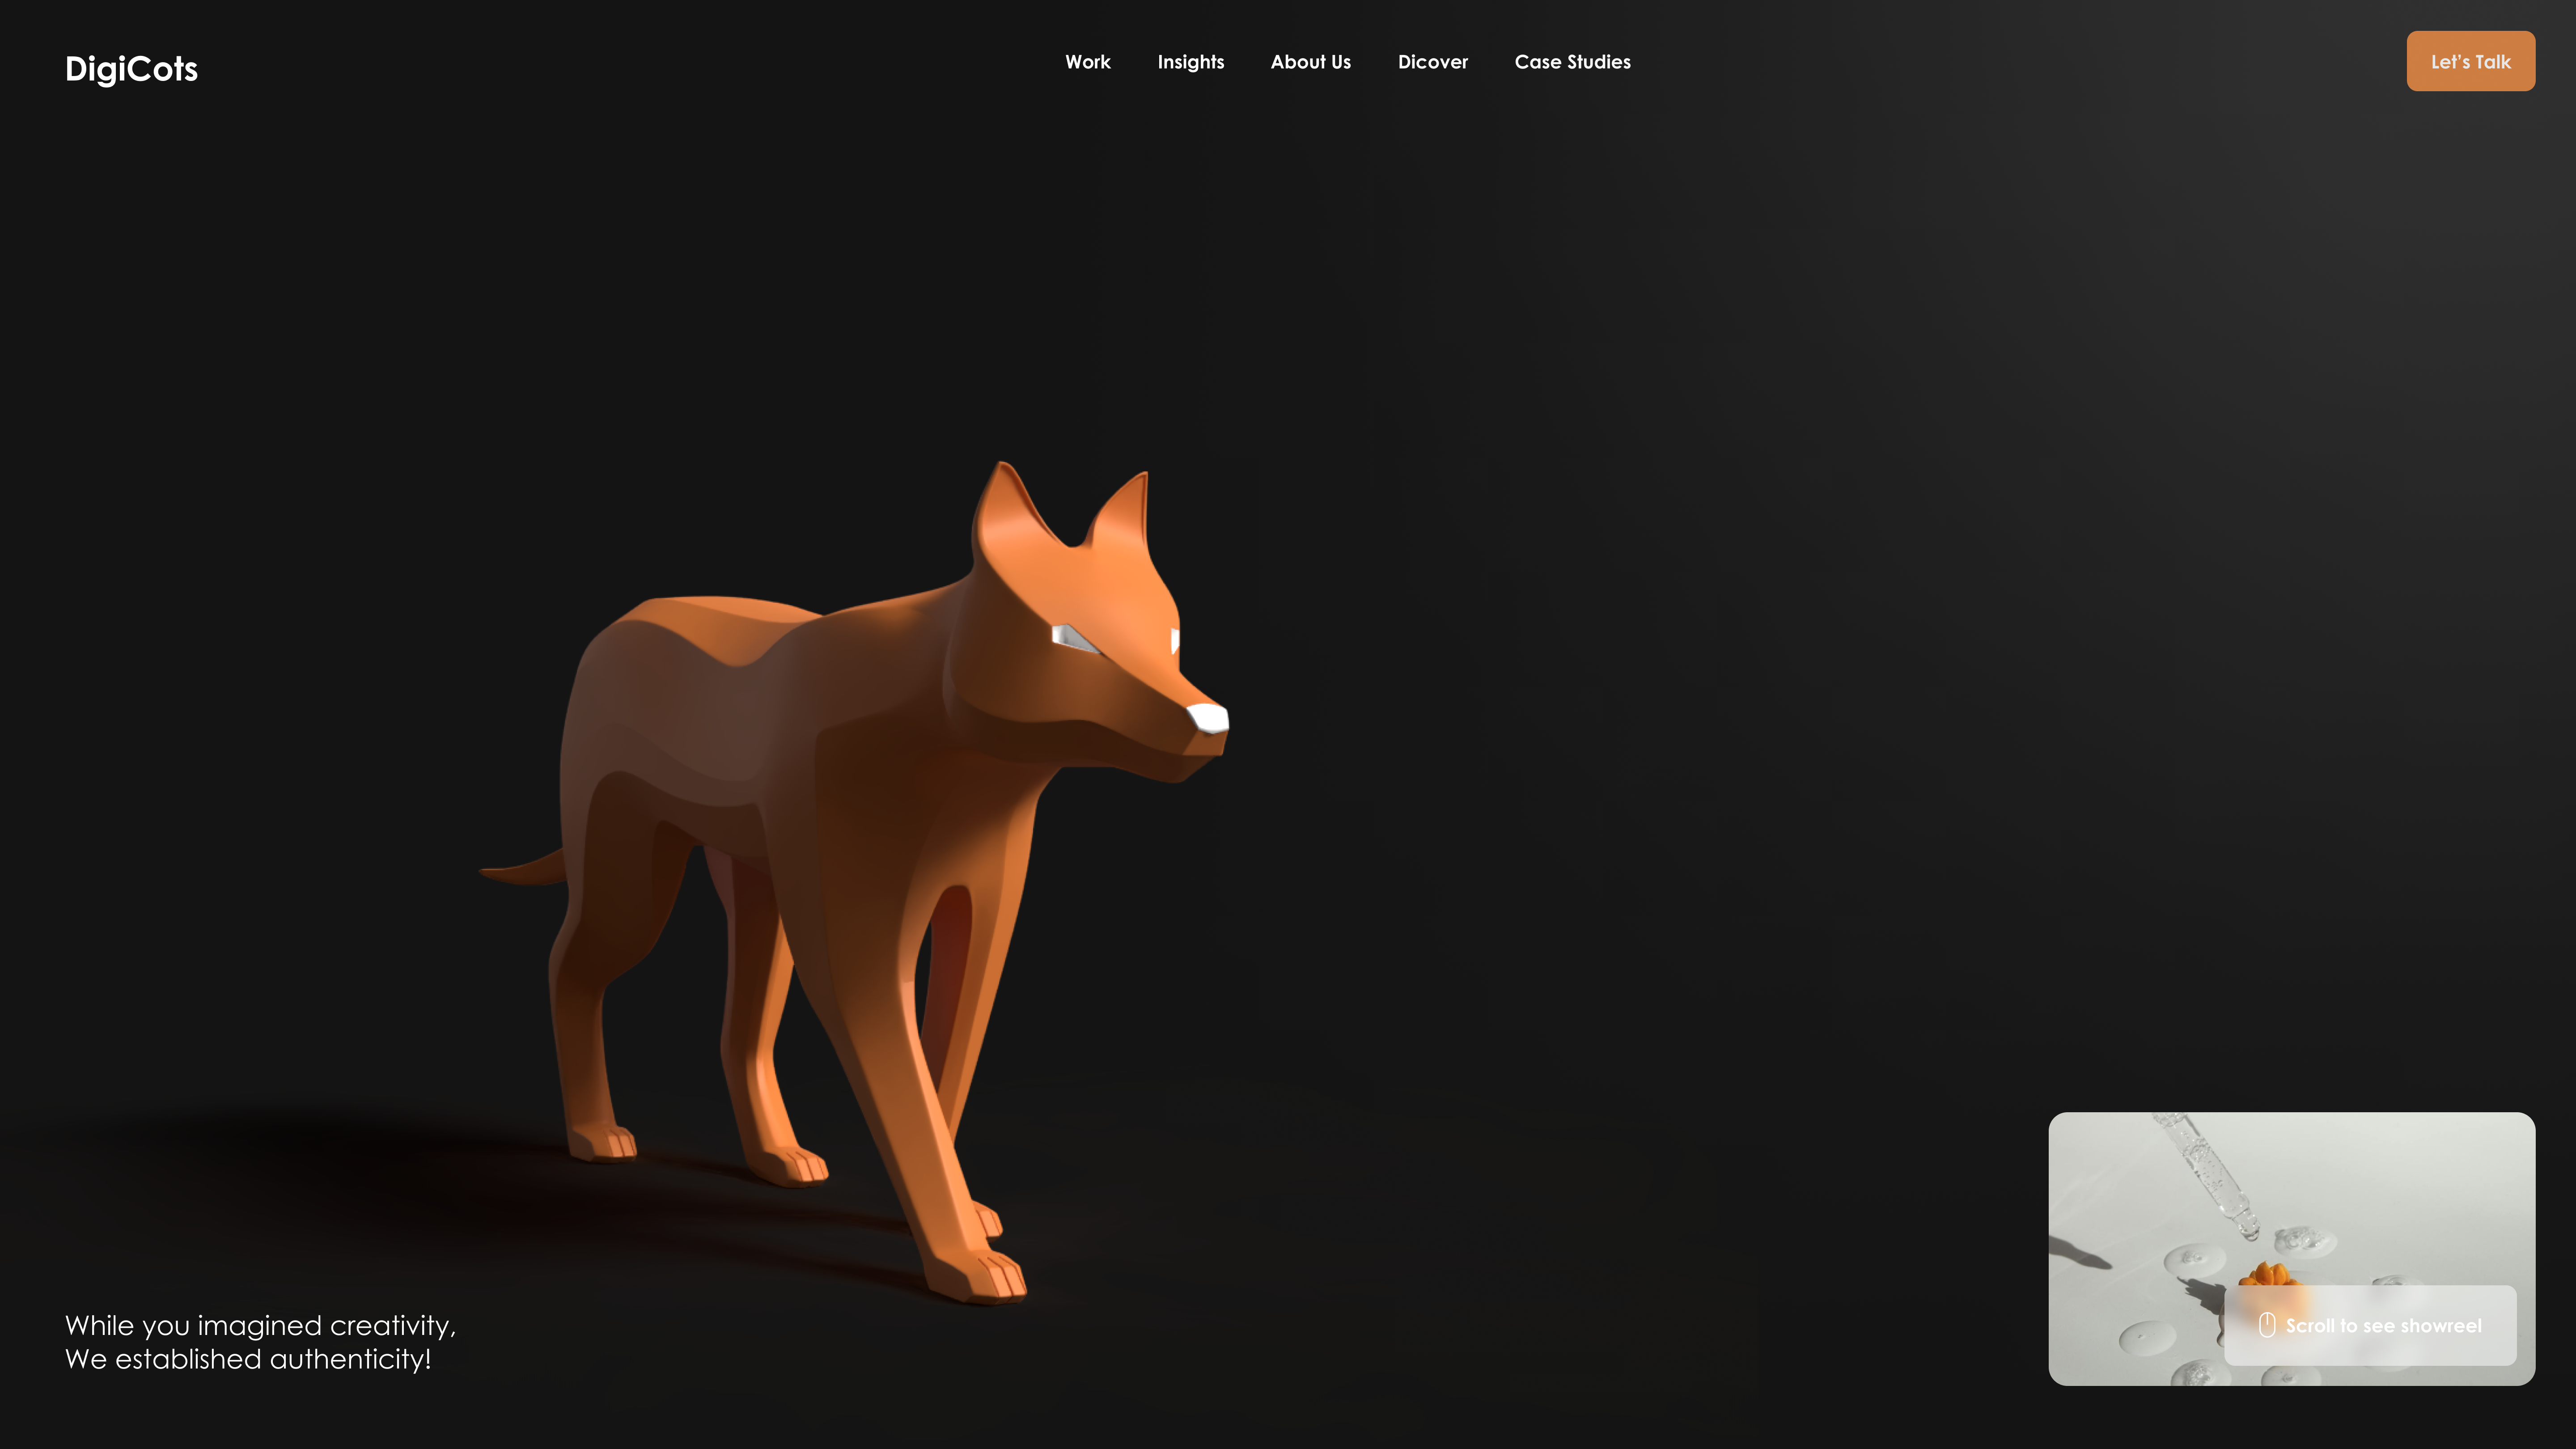 DigiCots
Work
Insights
About Us
Dicover
Case Studies
Let's Talk
While you imagined creativity,
We established authenticity!
Scroll to see showreel